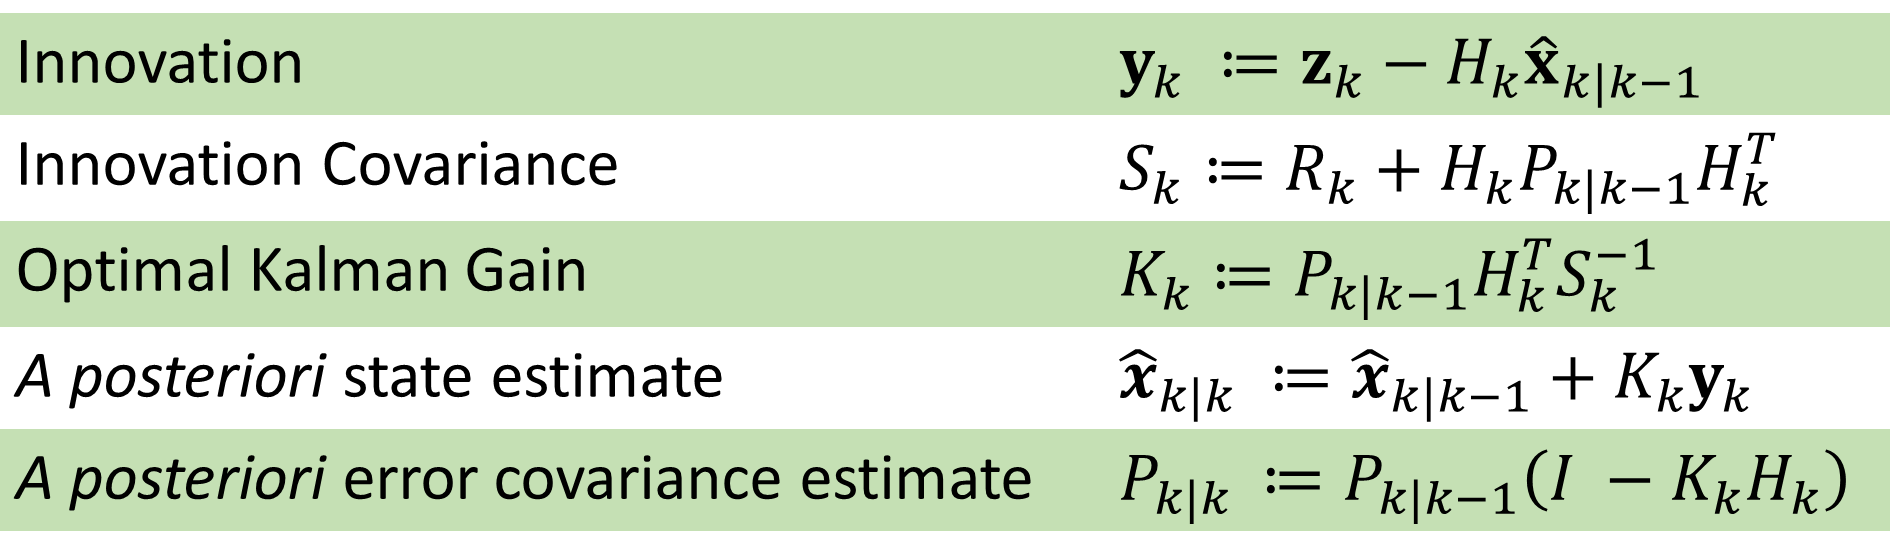 Innovation 𝐲ₖ ≔ 𝐳ₖ − Hₖ𝐱̂ₖ|ₖ₋₁
Innovation Covariance Sₖ ≔ Rₖ + HₖPₖ|ₖ₋₁Hₖᵀ
Optimal Kalman Gain Kₖ ≔ Pₖ|ₖ₋₁HₖᵀSₖ⁻¹
A posteriori state estimate 𝒙̂ₖ|ₖ ≔ 𝒙̂ₖ|ₖ₋₁ + Kₖ𝐲ₖ
A posteriori error covariance estimate Pₖ|ₖ ≔ Pₖ|ₖ₋₁(I − KₖHₖ)